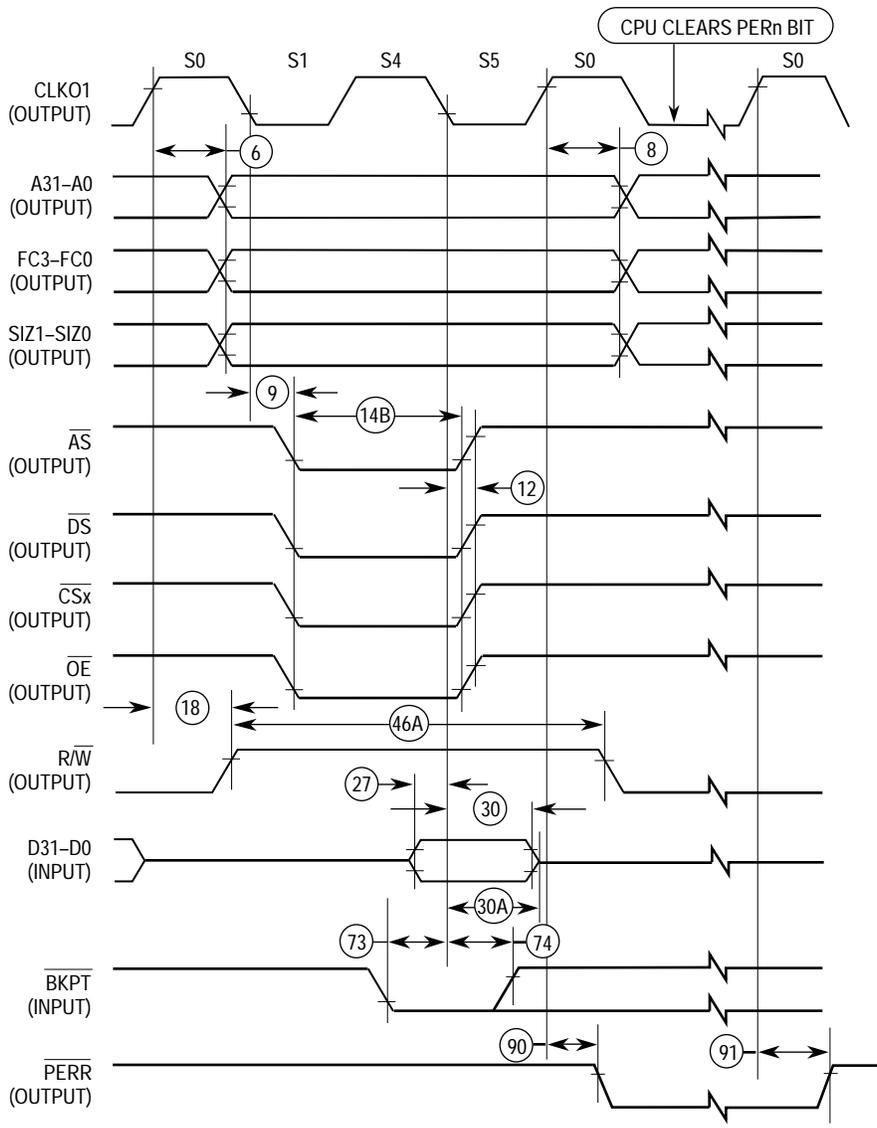 CPU CLEARS PERn BIT
S0 S1 S4 S5 S0 S0
CLKO1
(OUTPUT)
6 8
A31–A0
(OUTPUT)
FC3–FC0
(OUTPUT)
SIZ1–SIZ0
(OUTPUT)
9
14B
AS
(OUTPUT)
12
DS
(OUTPUT)
CSx
(OUTPUT)
OE
(OUTPUT)
18
46A
R/W
(OUTPUT)
27
30
D31–D0
(INPUT)
30A
73 74
BKPT
(INPUT)
90 91
PERR
(OUTPUT)